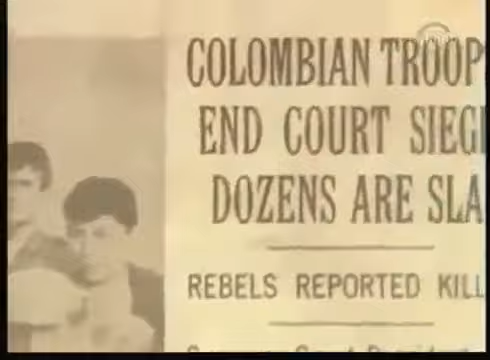 COLOMBIAN TROOP
END COURT SIEG
DOZENS ARE SLA
REBELS REPORTED KILL